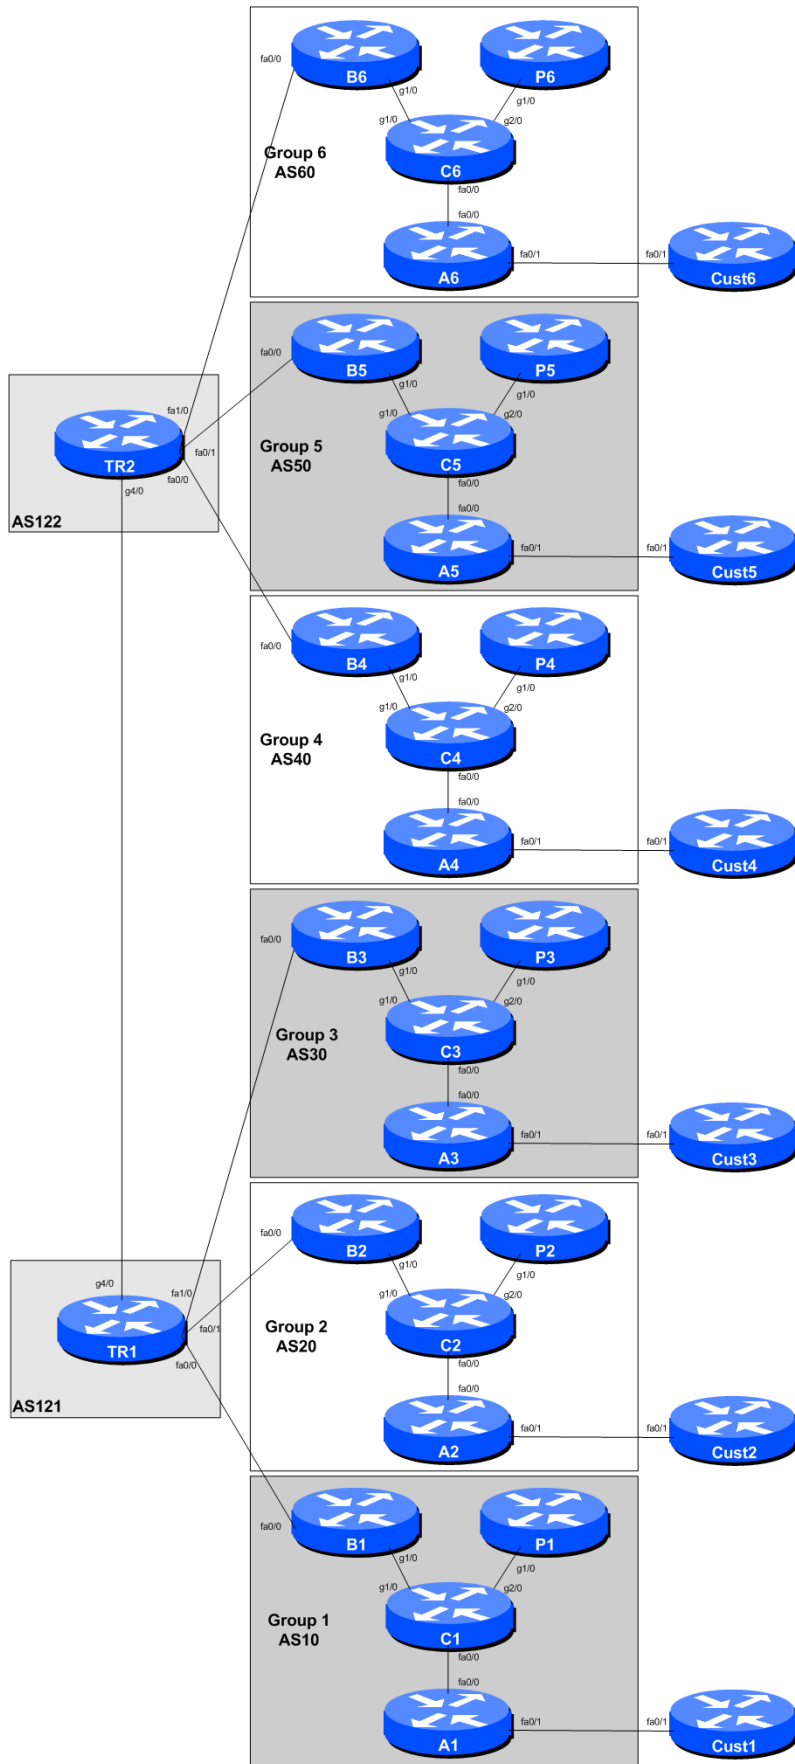 fa0/0
B6
P6
g1/0
g1/0
g1/0
g2/0
Group 6
AS60
C6
fa0/0
fa0/0
A6
fa0/1
fa0/1
Cust6
fa0/0
B5
P5
g1/0
g1/0
g1/0
g2/0
Group 5
AS50
C5
fa0/0
fa0/0
A5
fa0/1
fa0/1
Cust5
fa1/0
fa0/1
TR2
fa0/0
g4/0
AS122
fa0/0
B4
P4
g1/0
g1/0
g1/0
g2/0
Group 4
AS40
C4
fa0/0
fa0/0
A4
fa0/1
fa0/1
Cust4
fa0/0
B3
P3
g1/0
g1/0
g1/0
g2/0
Group 3
AS30
C3
fa0/0
fa0/0
A3
fa0/1
fa0/1
Cust3
fa0/0
B2
P2
g1/0
g1/0
g1/0
g2/0
Group 2
AS20
C2
fa0/0
fa0/0
A2
fa0/1
fa0/1
Cust2
g4/0
fa1/0
fa0/1
TR1
fa0/0
AS121
fa0/0
B1
P1
g1/0
g1/0
g1/0
g2/0
Group 1
AS10
C1
fa0/0
fa0/0
A1
fa0/1
fa0/1
Cust1